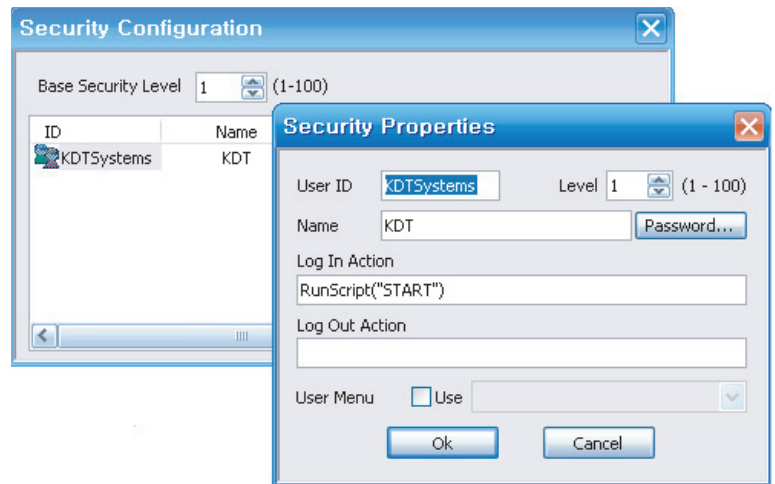 Security Configuration
Base Security Level 1 (1-100)
ID Name
KDTSystems KDT
Security Properties
User ID KDTSystems Level 1 (1 - 100)
Name KDT Password...
Log In Action
RunScript("START")
Log Out Action
User Menu Use
Ok Cancel